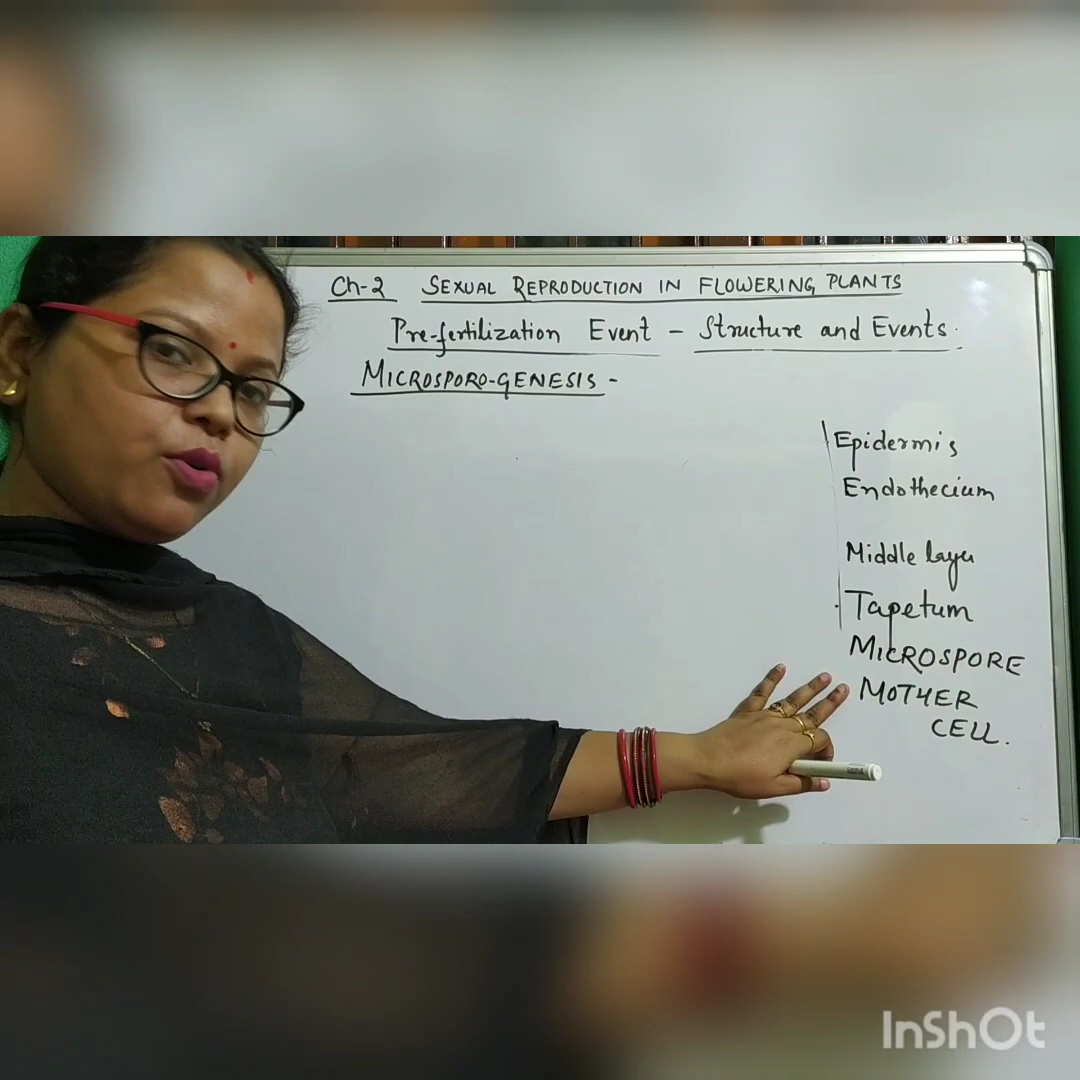 Ch-2 SEXUAL REPRODUCTION IN FLOWERING PLANTS
Pre-fertilization Event - Structure and Events.
MICROSPORO-GENESIS -
Epidermis
Endothecium
Middle layer
Tapetum
MICROSPORE
MOTHER
CELL.
InShOt